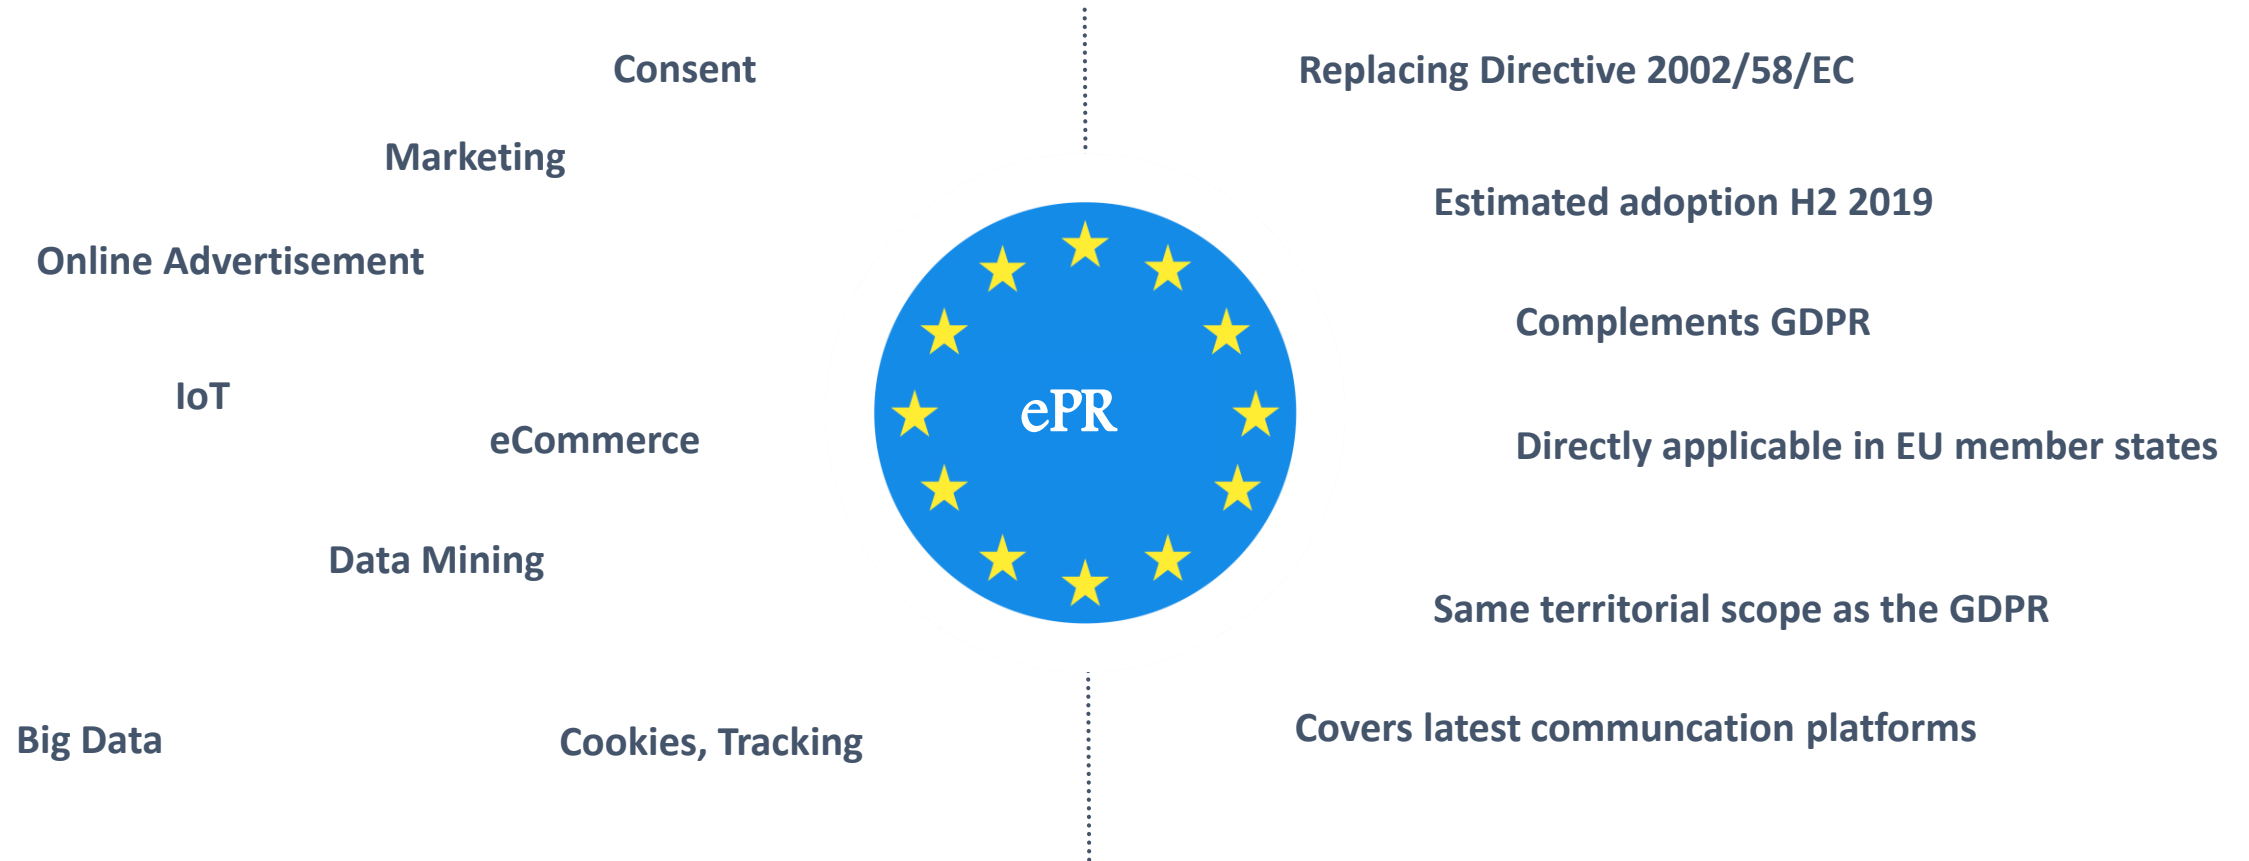 Consent
Marketing
Online Advertisement
IoT
eCommerce
Data Mining
Big Data
Cookies, Tracking
ePR
Replacing Directive 2002/58/EC
Estimated adoption H2 2019
Complements GDPR
Directly applicable in EU member states
Same territorial scope as the GDPR
Covers latest communcation platforms